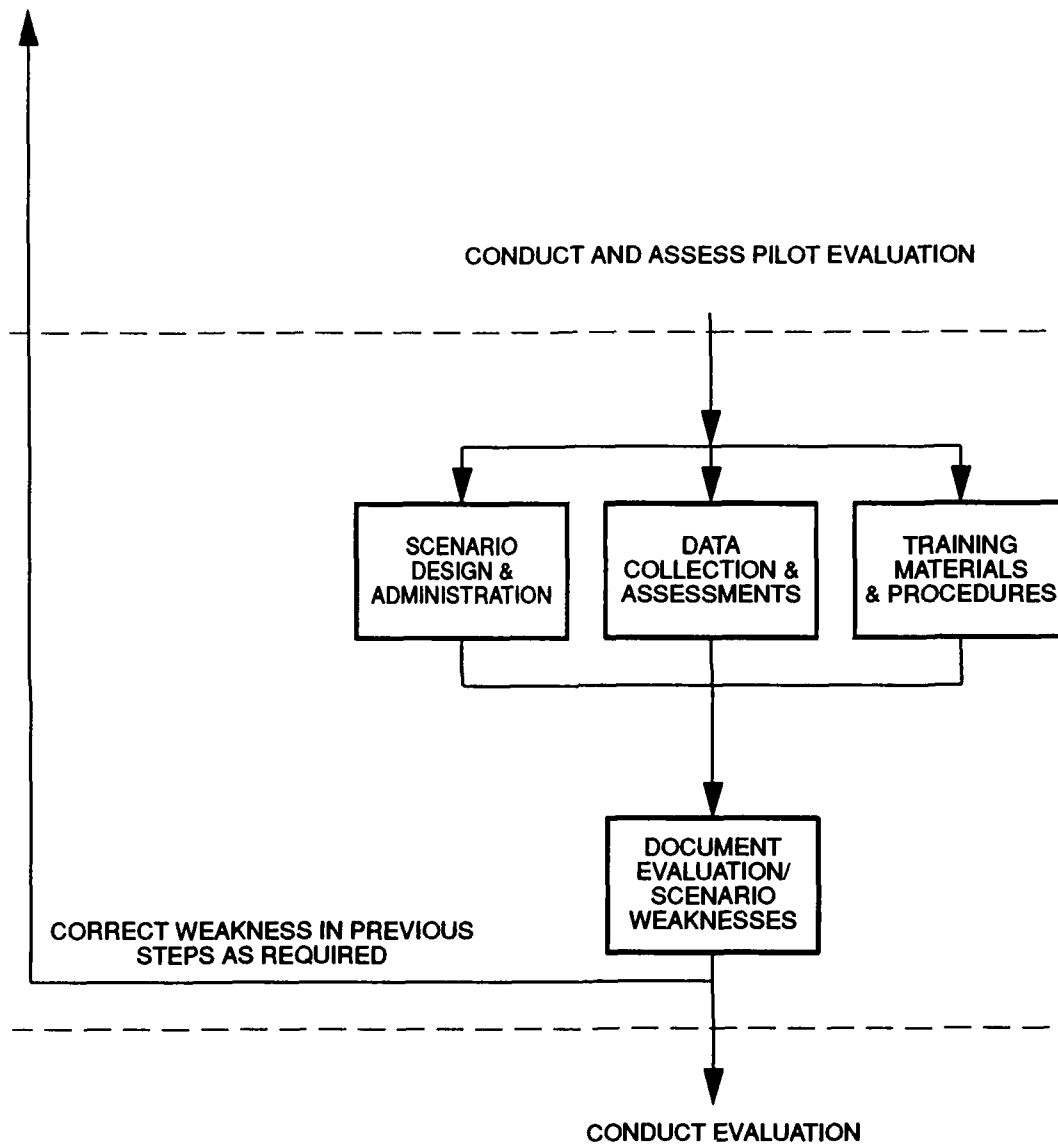 CONDUCT AND ASSESS PILOT EVALUATION
SCENARIO
DESIGN &
ADMINISTRATION
DATA
COLLECTION &
ASSESSMENTS
TRAINING
MATERIALS
& PROCEDURES
DOCUMENT
EVALUATION/
SCENARIO
WEAKNESSES
CORRECT WEAKNESS IN PREVIOUS
STEPS AS REQUIRED
CONDUCT EVALUATION